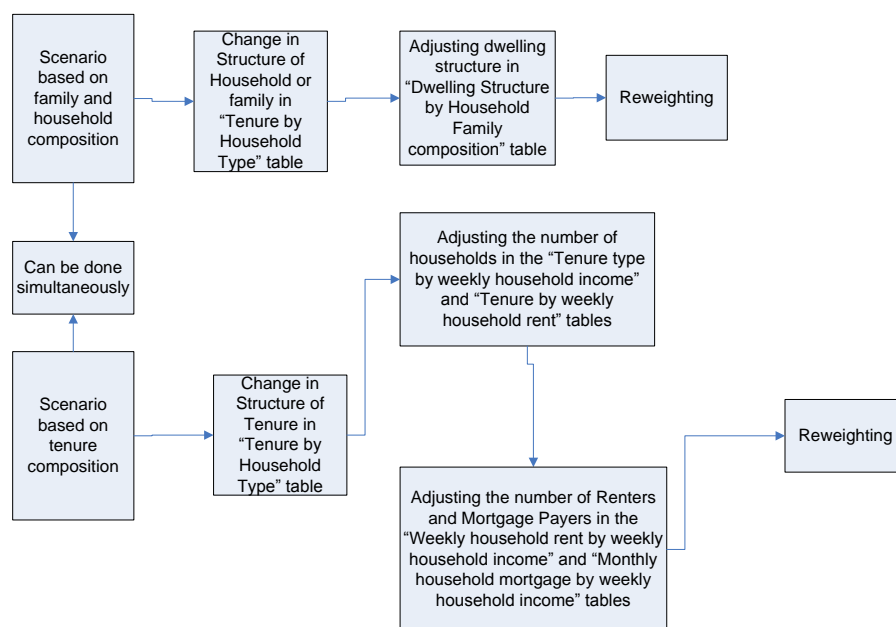 Scenario
based on
family and
household
composition
Change in
Structure of
Household or
family in
“Tenure by
Household
Type” table
Adjusting dwelling
structure in
“Dwelling Structure
by Household
Family
composition” table
Reweighting
Can be done
simultaneously
Adjusting the number of
households in the “Tenure type
by weekly household income”
and “Tenure by weekly
household rent” tables
Scenario
based on
tenure
composition
Change in
Structure of
Tenure in
“Tenure by
Household
Type” table
Adjusting the number of Renters
and Mortgage Payers in the
“Weekly household rent by weekly
household income” and “Monthly
household mortgage by weekly
household income” tables
Reweighting